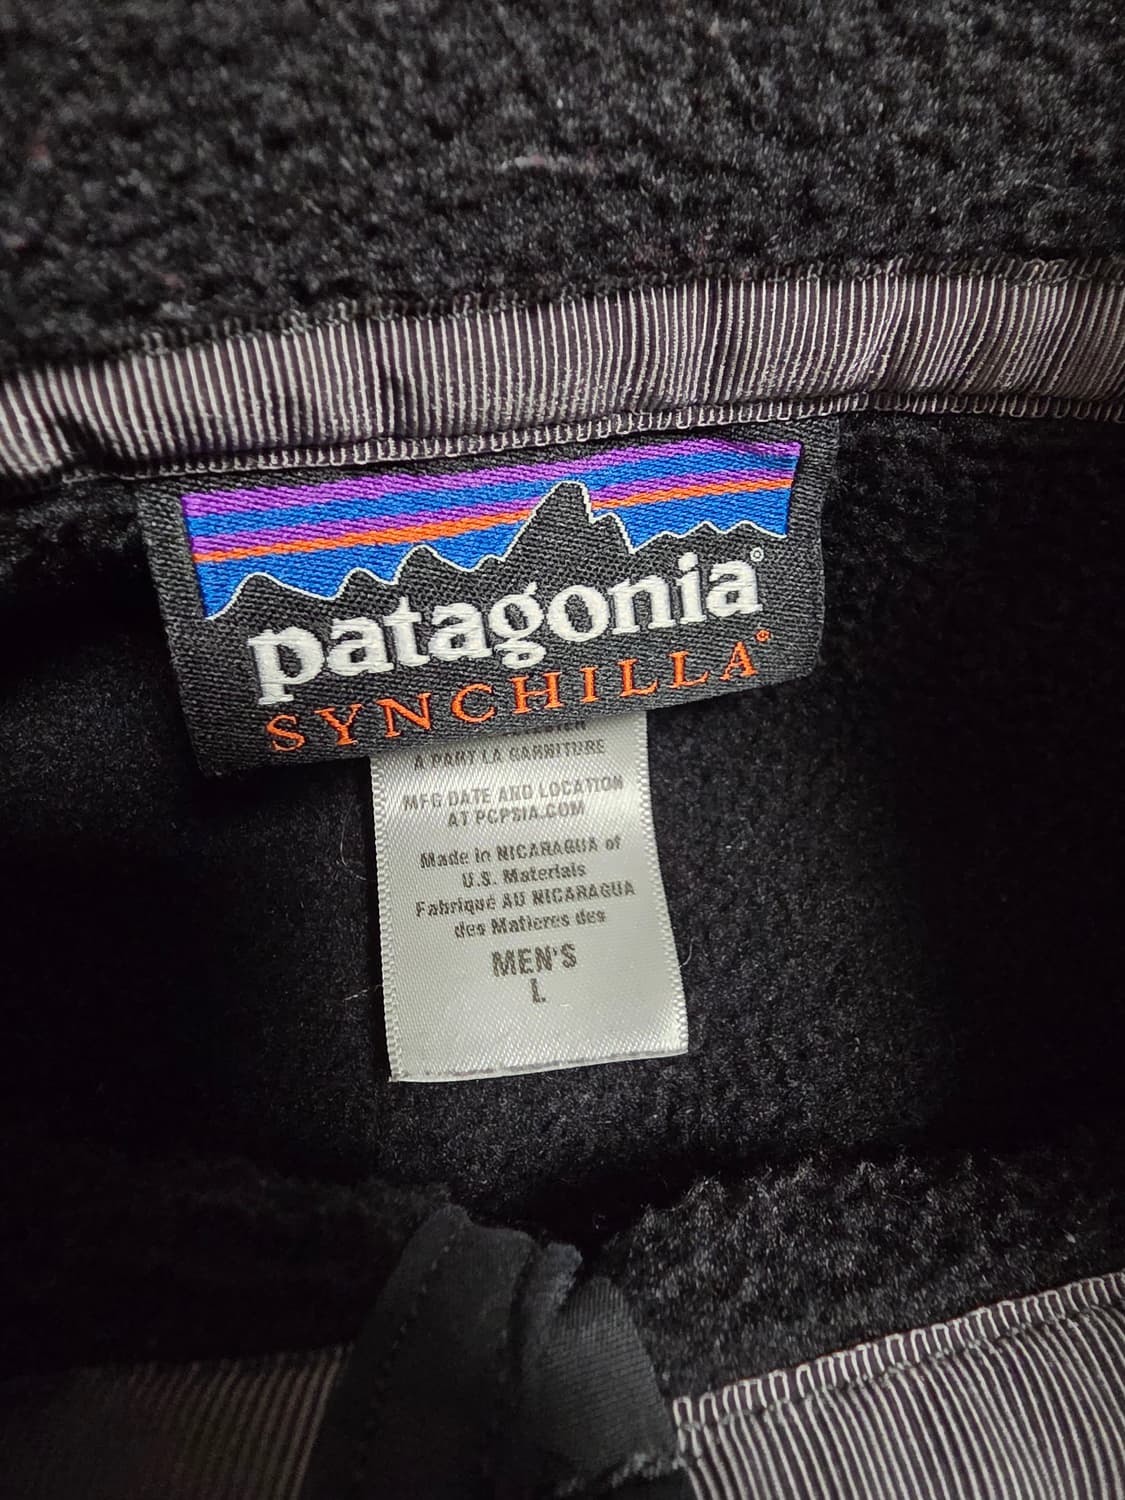 patagonia®
SYNCHILLA®
A PART LA GARNITURE
MFG DATE AND LOCATION
AT PCPSIA.COM
Made in NICARAGUA of
U.S. Materials
Fabriqué AU NICARAGUA
des Matieres des
MEN'S
L